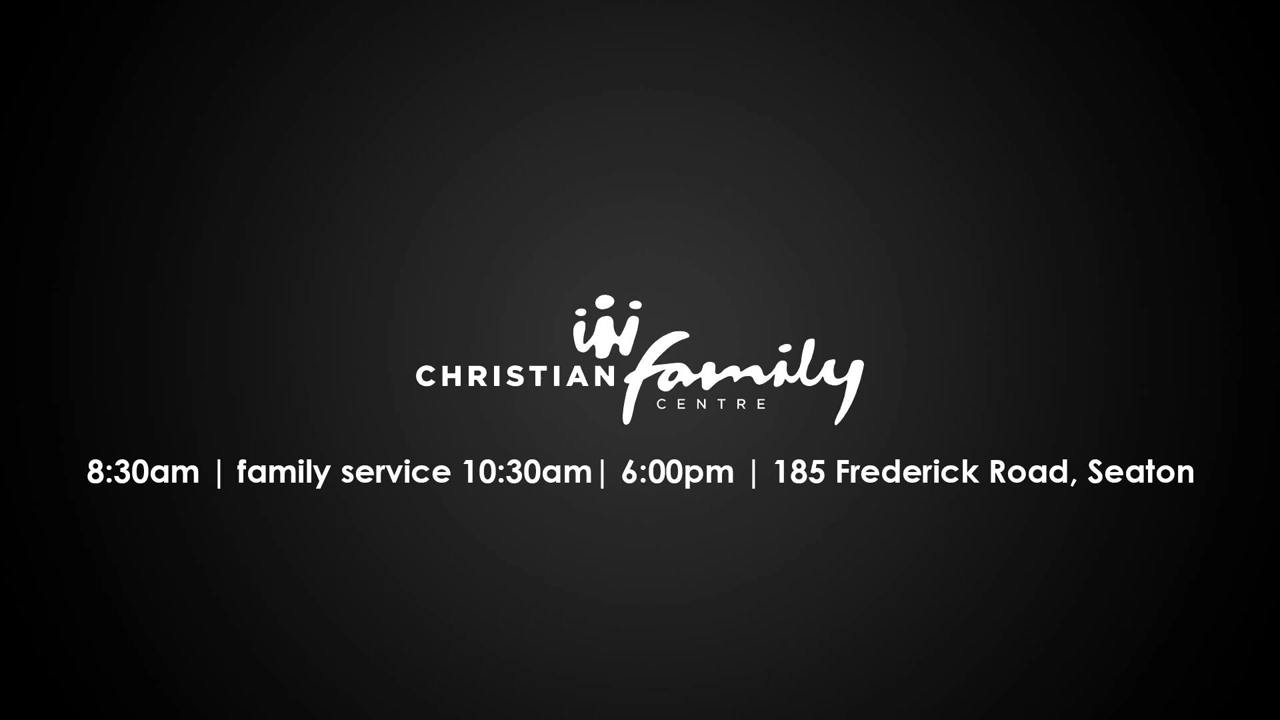 CHRISTIAN family
CENTRE
8:30am | family service 10:30am| 6:00pm | 185 Frederick Road, Seaton